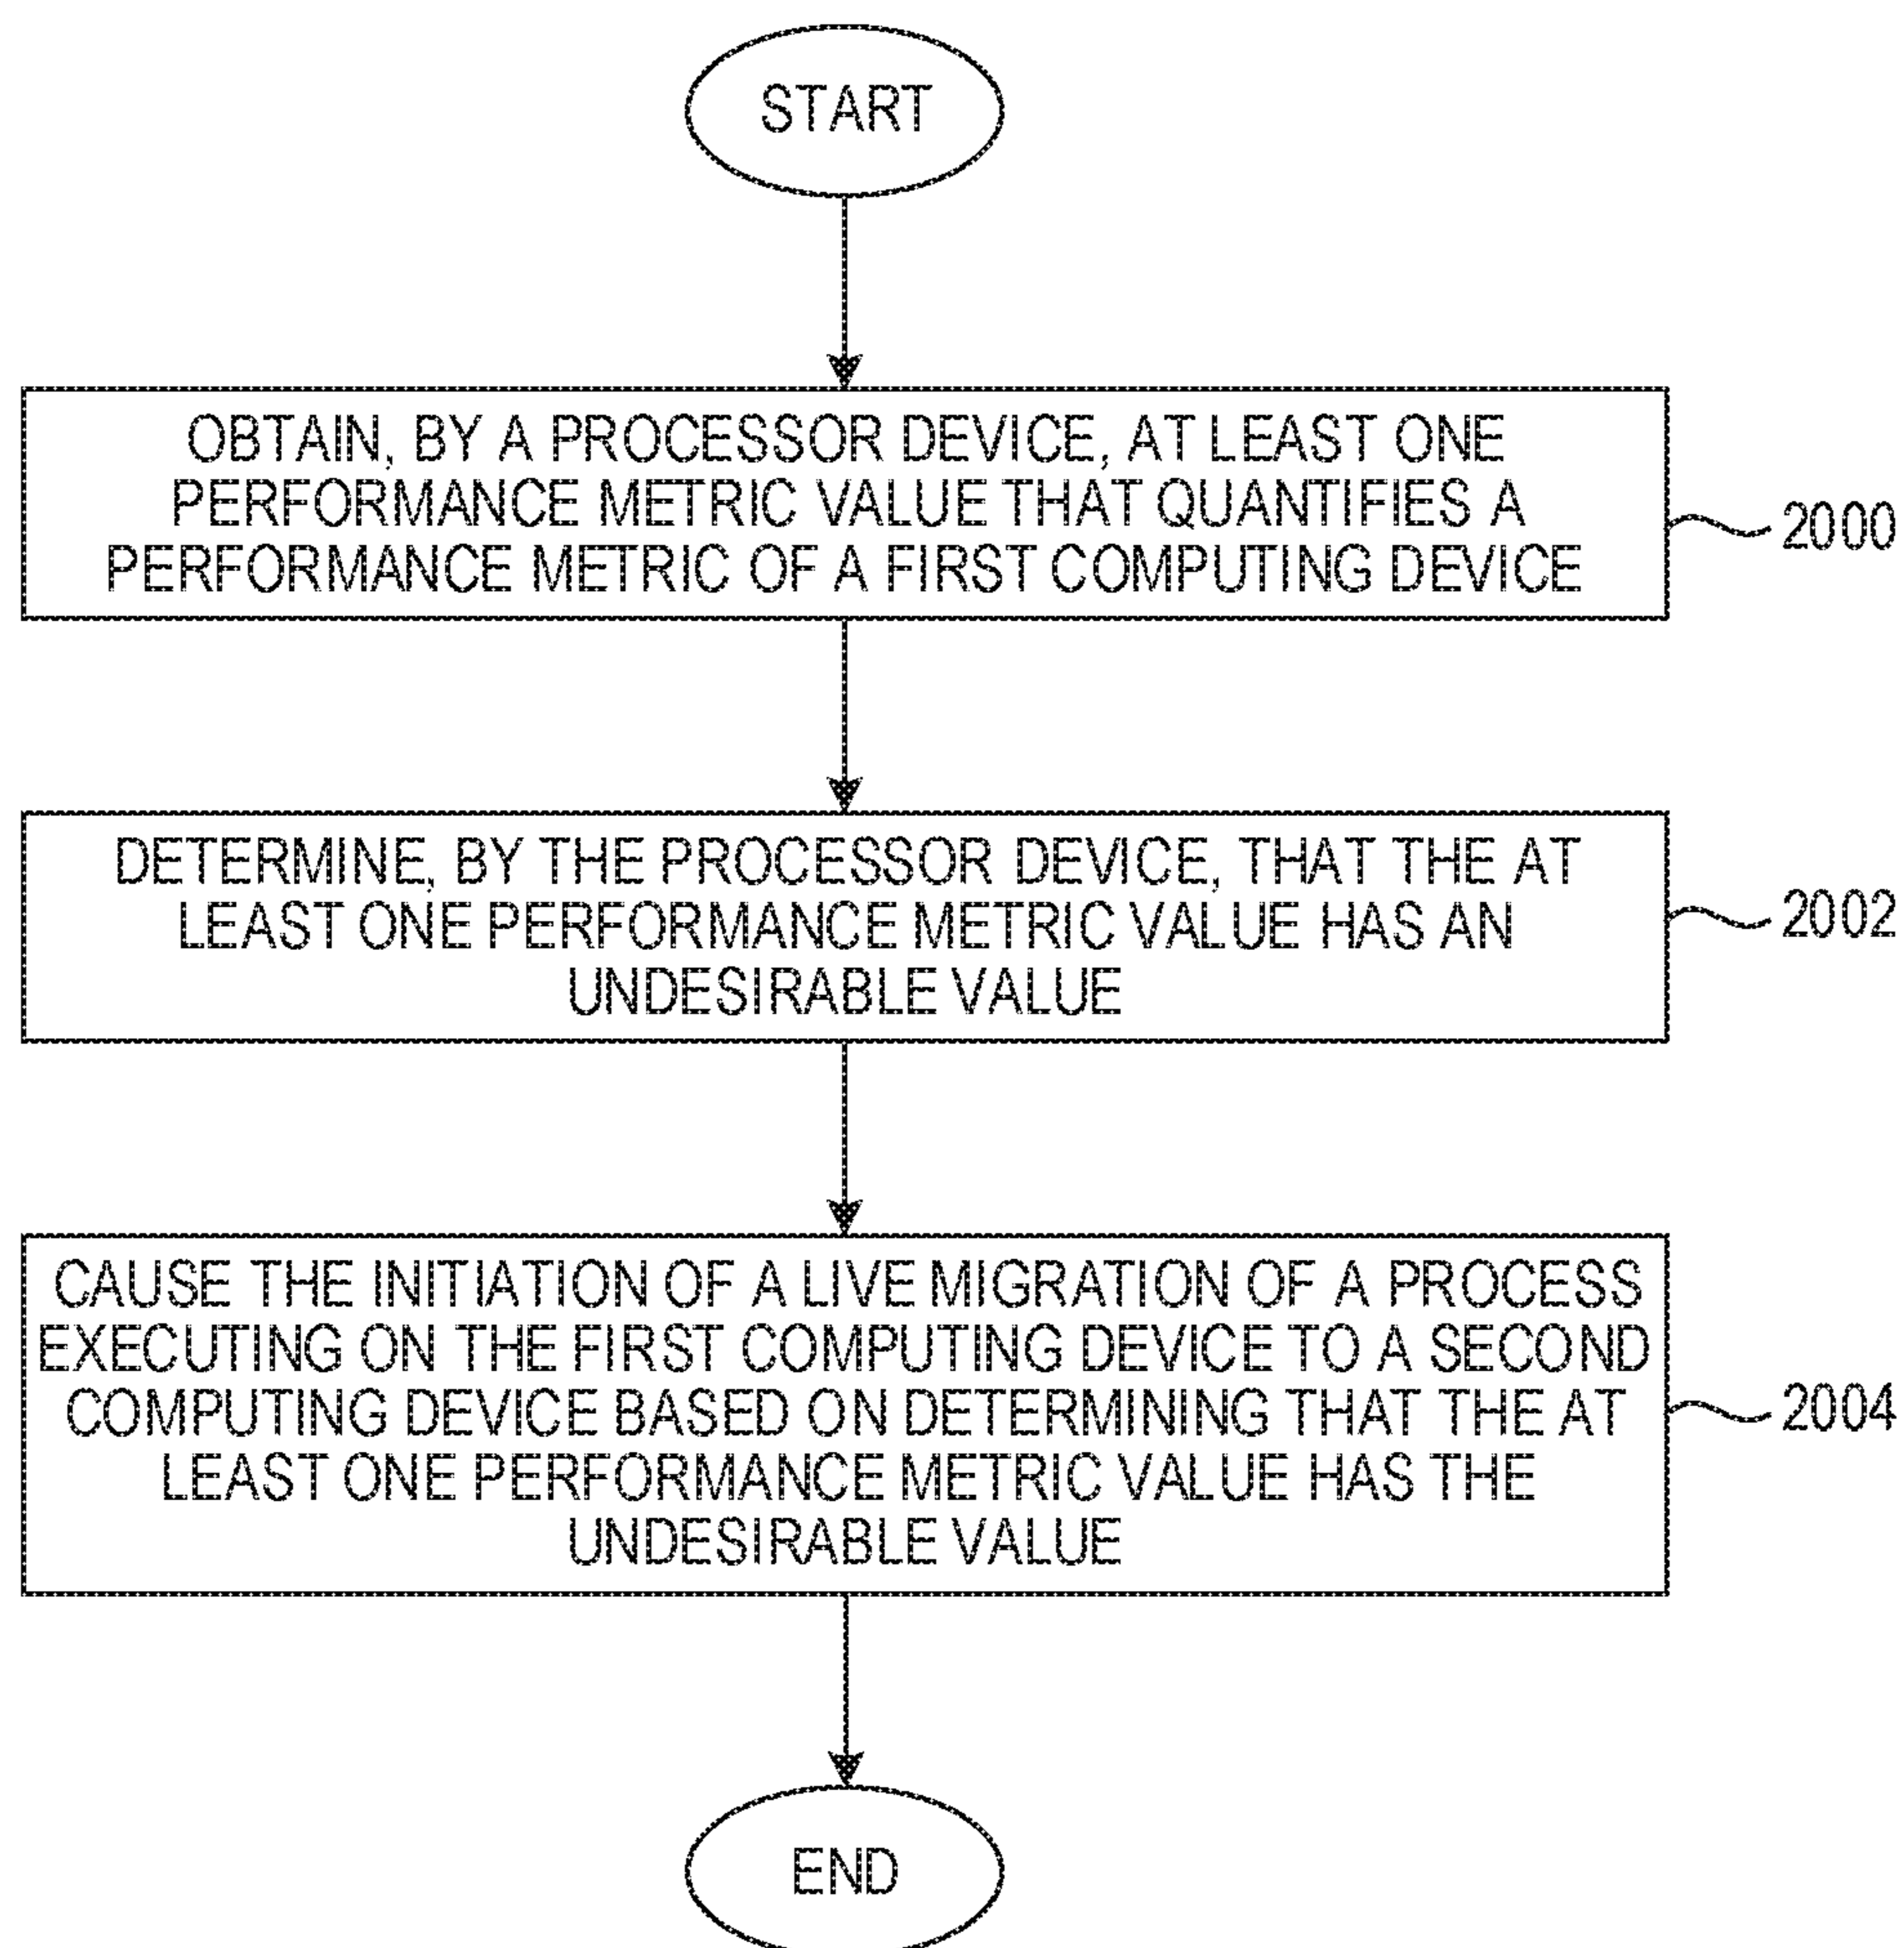 START
OBTAIN, BY A PROCESSOR DEVICE, AT LEAST ONE
PERFORMANCE METRIC VALUE THAT QUANTIFIES A
PERFORMANCE METRIC OF A FIRST COMPUTING DEVICE
2000
DETERMINE, BY THE PROCESSOR DEVICE, THAT THE AT
LEAST ONE PERFORMANCE METRIC VALUE HAS AN
UNDESIRABLE VALUE
2002
CAUSE THE INITIATION OF A LIVE MIGRATION OF A PROCESS
EXECUTING ON THE FIRST COMPUTING DEVICE TO A SECOND
COMPUTING DEVICE BASED ON DETERMINING THAT THE AT
LEAST ONE PERFORMANCE METRIC VALUE HAS THE
UNDESIRABLE VALUE
2004
END